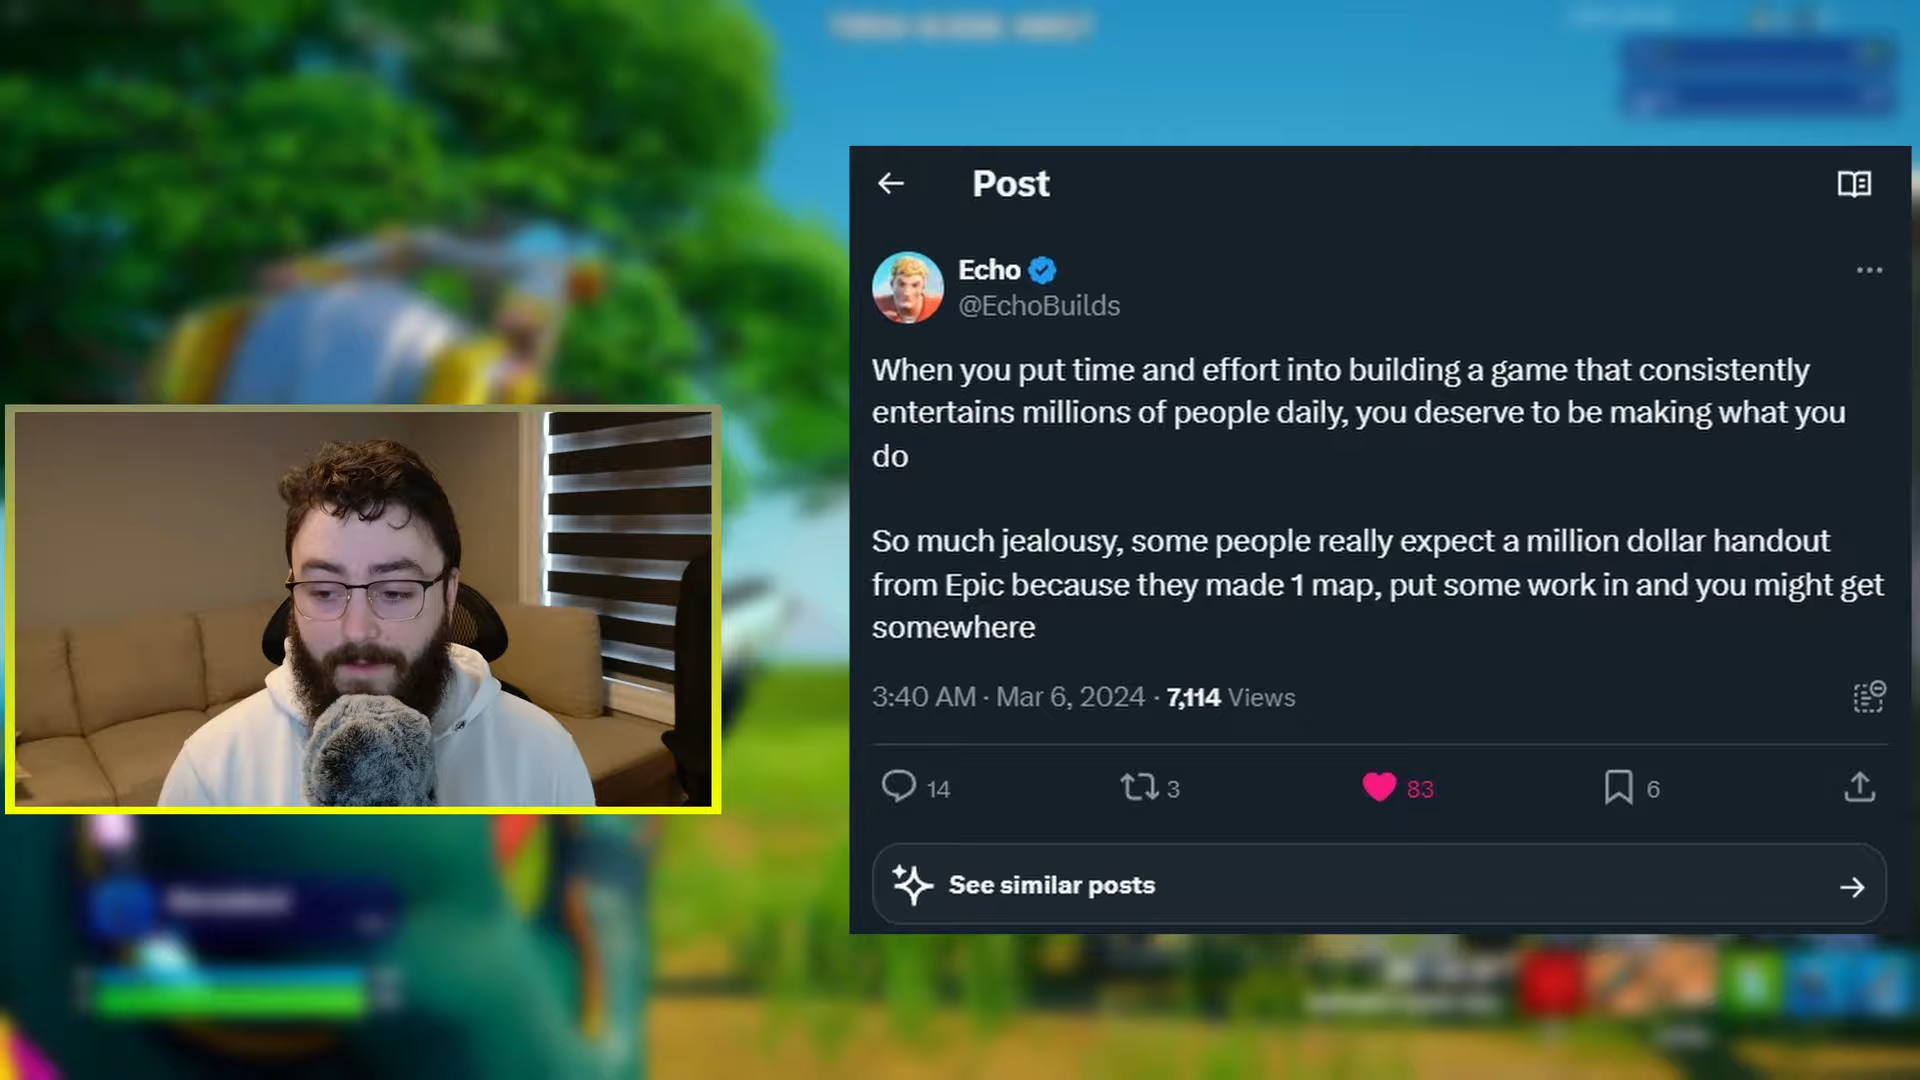 Post
Echo
@EchoBuilds
When you put time and effort into building a game that consistently
entertains millions of people daily, you deserve to be making what you
do
So much jealousy, some people really expect a million dollar handout
from Epic because they made 1 map, put some work in and you might get
somewhere
3:40 AM · Mar 6, 2024 · 7,114 Views
14 3 83 6
See similar posts